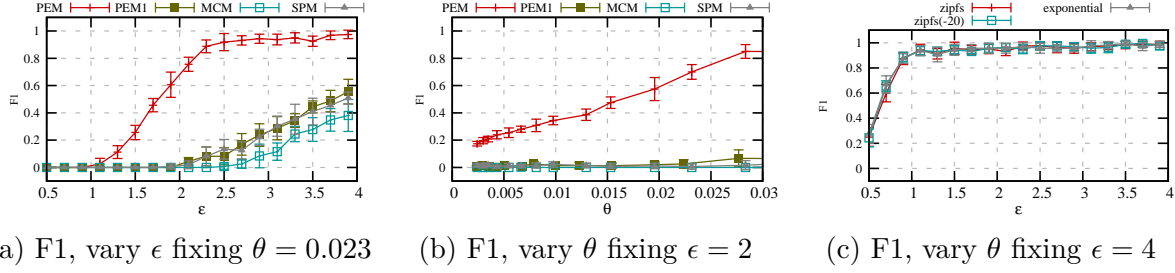 PEM PEM1 MCM SPM
1
0.8
0.6
0.4
0.2
0
F1
0.5 1 1.5 2 2.5 3 3.5 4
ε
PEM PEM1 MCM SPM
1
0.8
0.6
0.4
0.2
0
F1
0 0.005 0.01 0.015 0.02 0.025 0.03
θ
zipfs exponential
zipfs(-20)
1
0.8
0.6
0.4
0.2
0
F1
0.5 1 1.5 2 2.5 3 3.5 4
ε
a) F1, vary ϵ fixing θ = 0.023
(b) F1, vary θ fixing ϵ = 2
(c) F1, vary θ fixing ϵ = 4